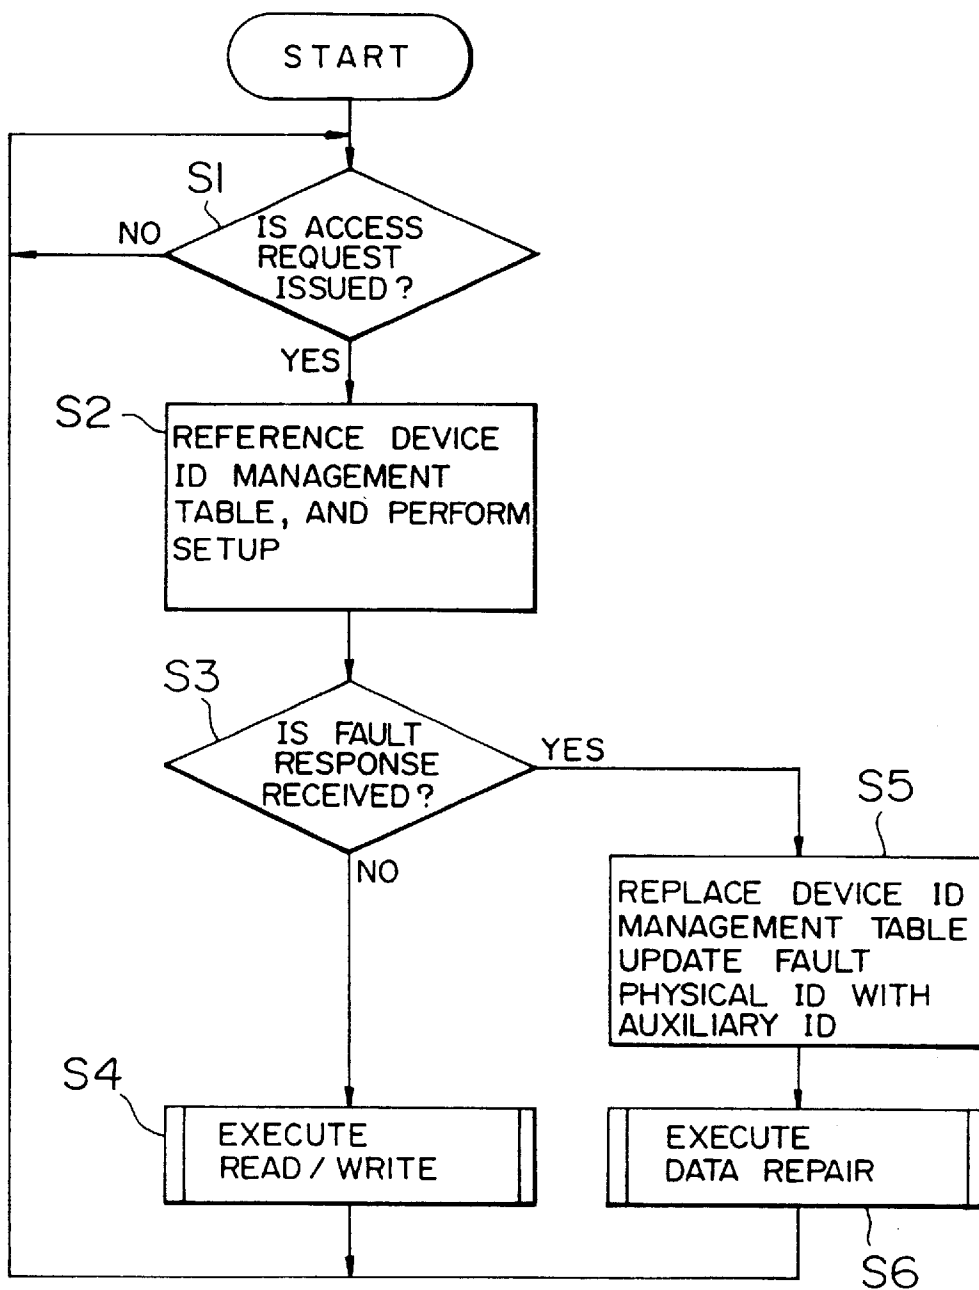 START
S1
IS ACCESS
REQUEST
ISSUED?
NO
YES
S2
REFERENCE DEVICE
ID MANAGEMENT
TABLE, AND PERFORM
SETUP
S3
IS FAULT
RESPONSE
RECEIVED?
YES
NO
S5
REPLACE DEVICE ID
MANAGEMENT TABLE
UPDATE FAULT
PHYSICAL ID WITH
AUXILIARY ID
S4
EXECUTE
READ/WRITE
EXECUTE
DATA REPAIR
S6